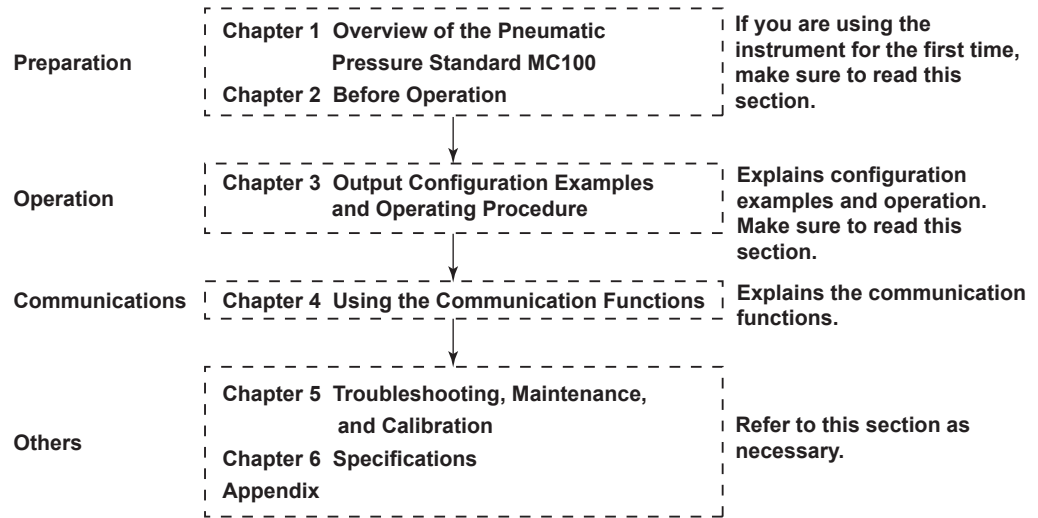 Preparation
Chapter 1 Overview of the Pneumatic
Pressure Standard MC100
Chapter 2 Before Operation
If you are using the
instrument for the first time,
make sure to read this
section.
Operation
Chapter 3 Output Configuration Examples
and Operating Procedure
Explains configuration
examples and operation.
Make sure to read this
section.
Communications
Chapter 4 Using the Communication Functions
Explains the communication
functions.
Others
Chapter 5 Troubleshooting, Maintenance,
and Calibration
Chapter 6 Specifications
Appendix
Refer to this section as
necessary.